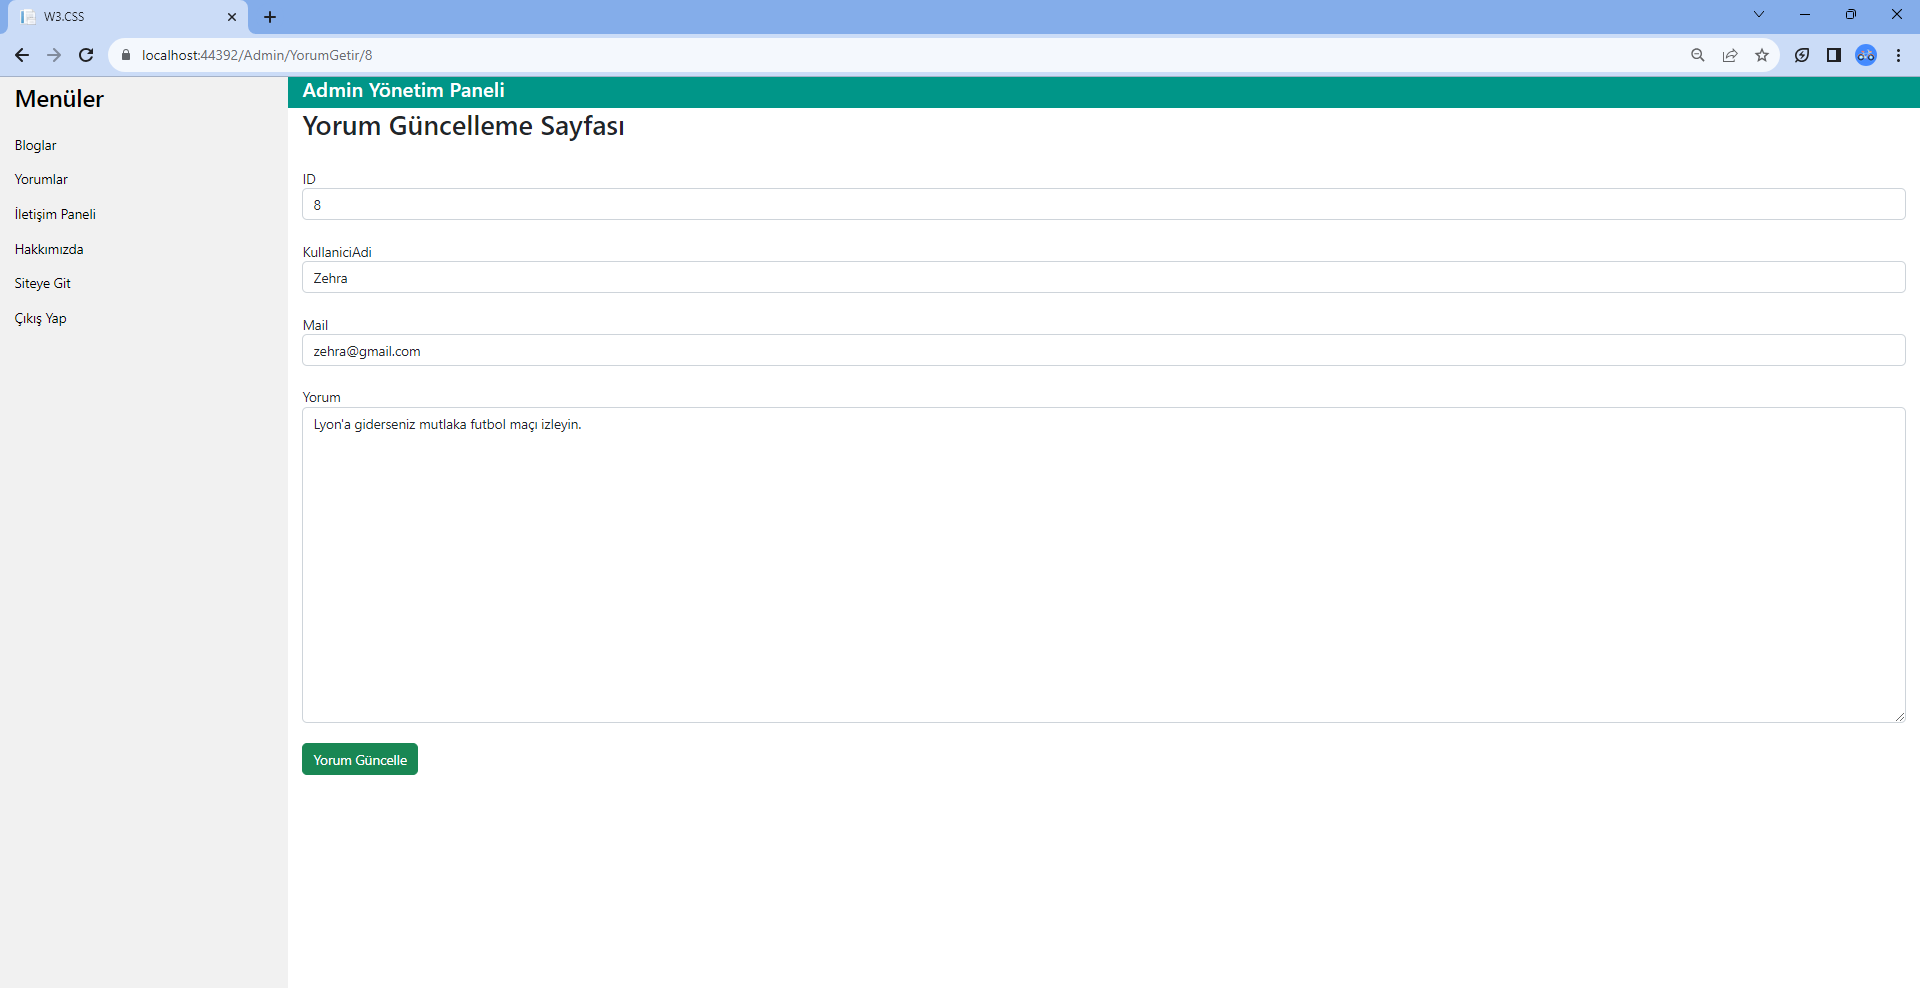 W3.CSS
localhost:44392/Admin/YorumGetir/8
Menüler
Bloglar
Yorumlar
İletişim Paneli
Hakkımızda
Siteye Git
Çıkış Yap
Admin Yönetim Paneli
Yorum Güncelleme Sayfası
ID
8
KullaniciAdi
Zehra
Mail
zehra@gmail.com
Yorum
Lyon'a giderseniz mutlaka futbol maçı izleyin.
Yorum Güncelle